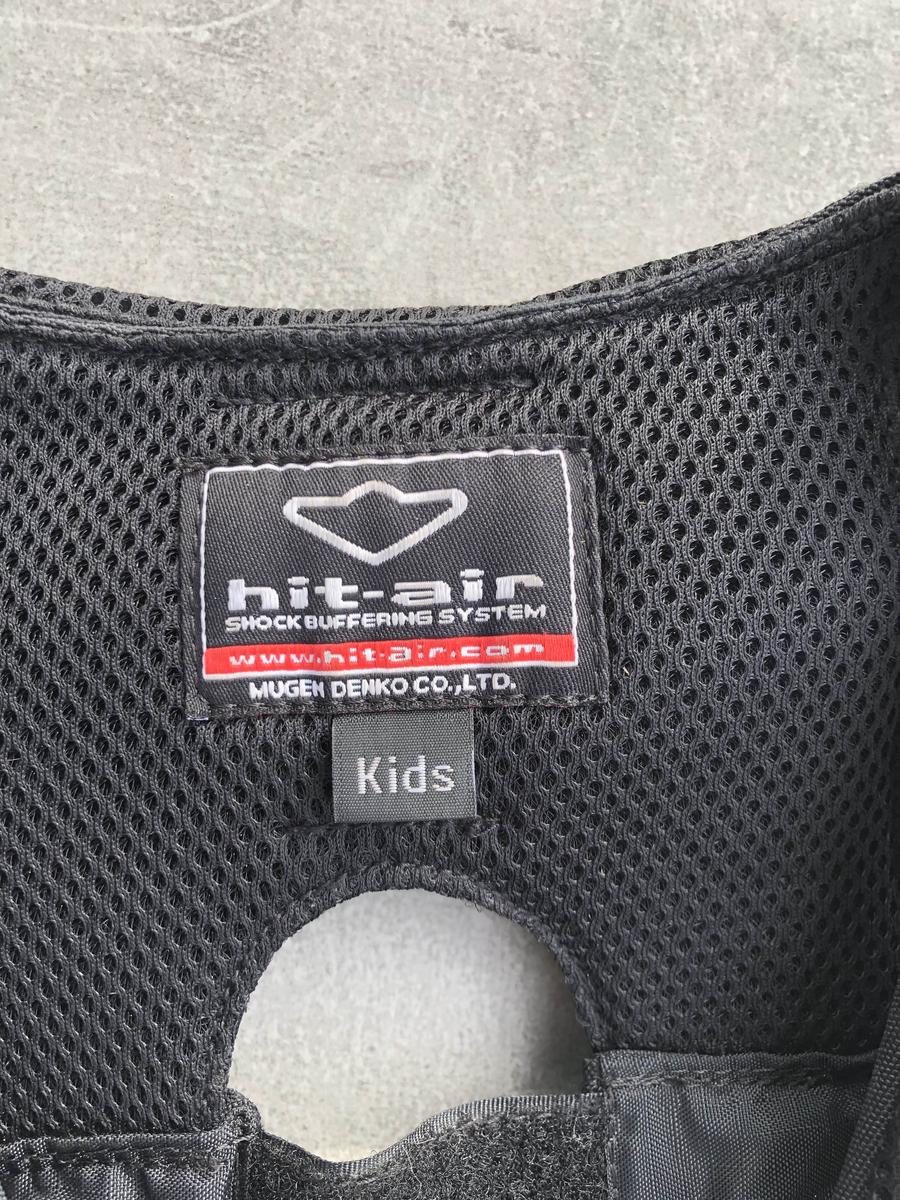 hit-air
SHOCK BUFFERING SYSTEM
www.hit-air.com
MUGEN DENKO CO.,LTD.
Kids